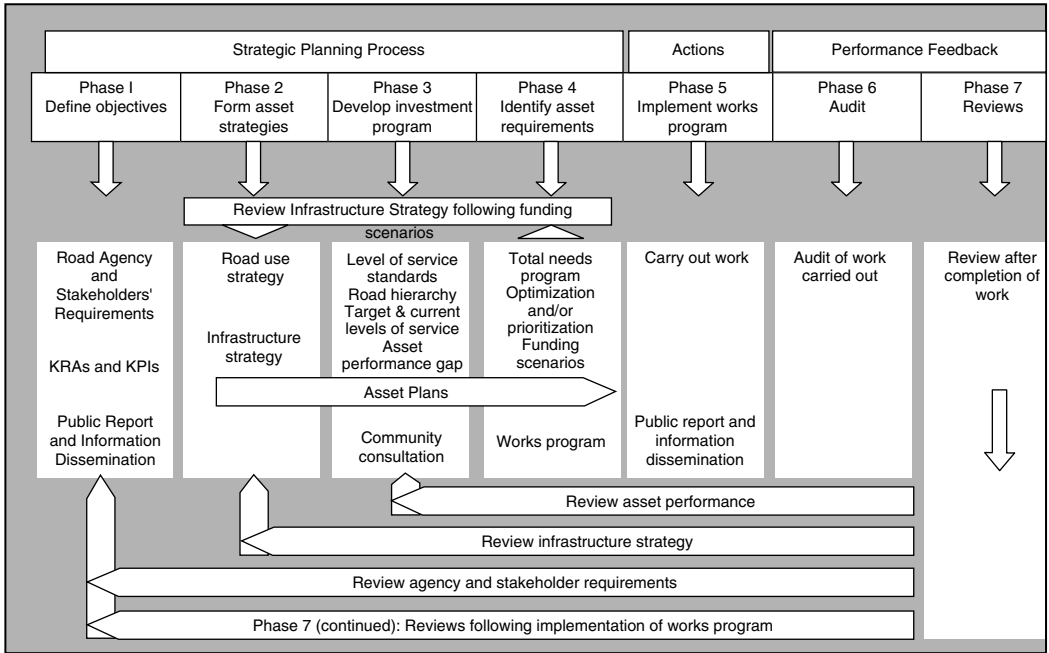 Strategic Planning Process
Actions
Performance Feedback
Phase I
Define objectives
Phase 2
Form asset
strategies
Phase 3
Develop investment
program
Phase 4
Identify asset
requirements
Phase 5
Implement works
program
Phase 6
Audit
Phase 7
Reviews
Review Infrastructure Strategy following funding
scenarios
Road Agency
and
Stakeholders'
Requirements
KRAs and KPIs
Public Report
and Information
Dissemination
Road use
strategy
Infrastructure
strategy
Level of service
standards
Road hierarchy
Target & current
levels of service
Asset
performance gap
Community
consultation
Total needs
program
Optimization
and/or
prioritization
Funding
scenarios
Works program
Asset Plans
Carry out work
Public report and
information
dissemination
Audit of work
carried out
Review after
completion of
work
Review asset performance
Review infrastructure strategy
Review agency and stakeholder requirements
Phase 7 (continued): Reviews following implementation of works program